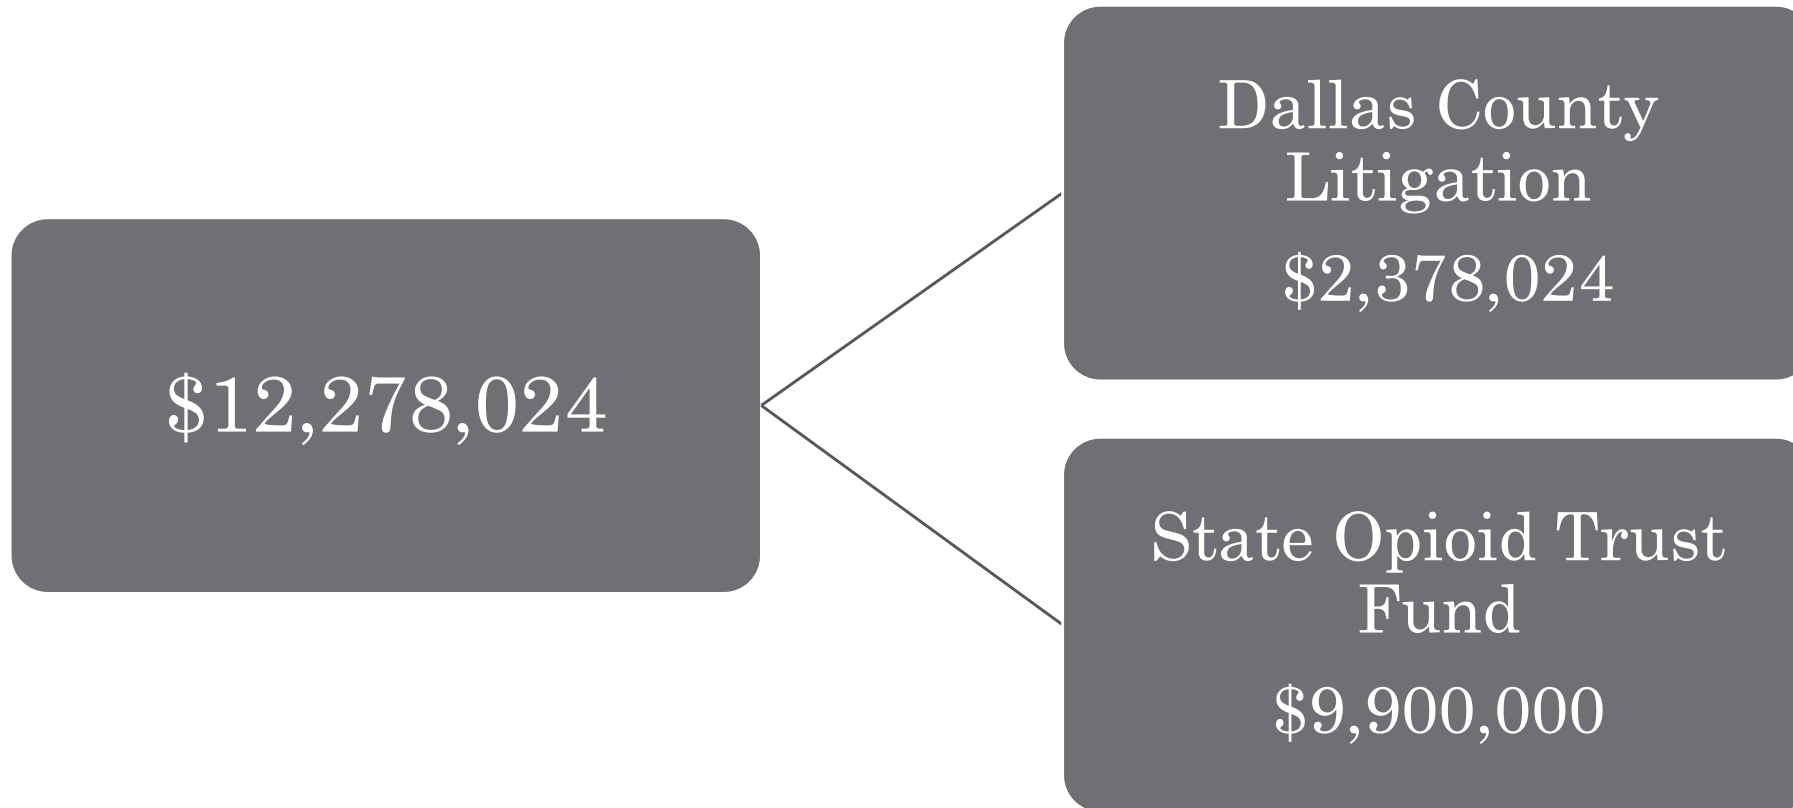 $12,278,024
Dallas County
Litigation
$2,378,024
State Opioid Trust
Fund
$9,900,000